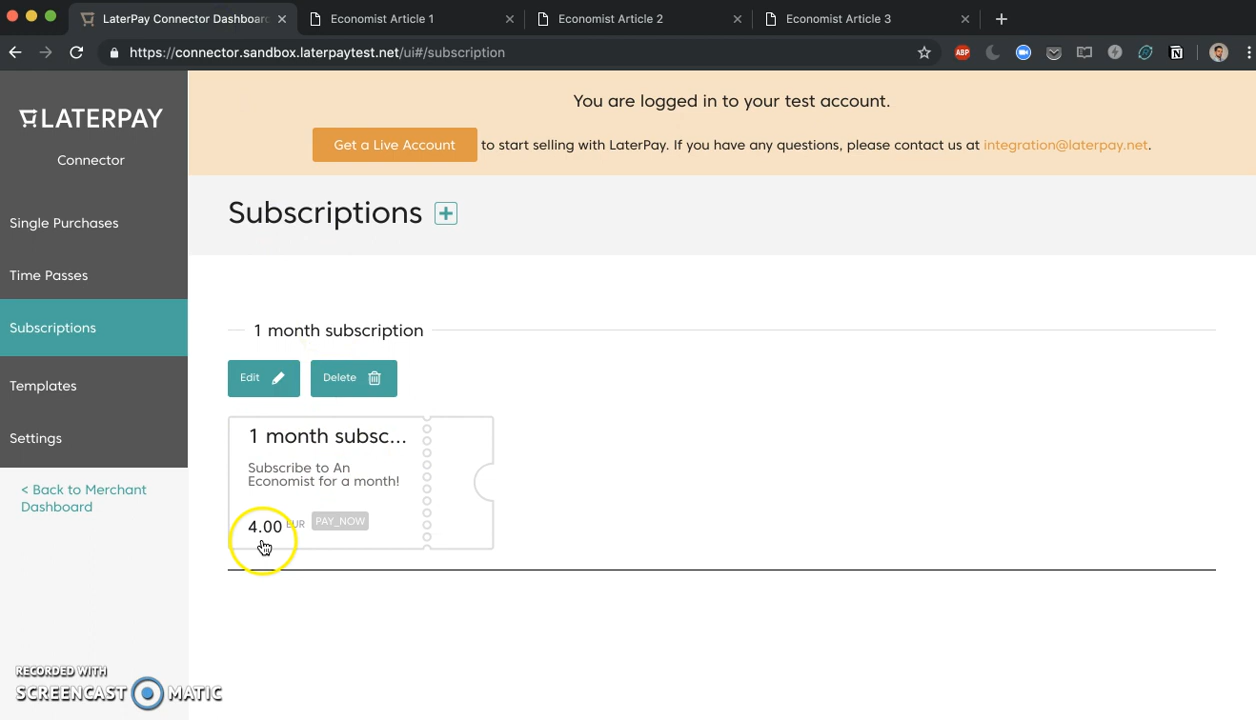 LaterPay Connector Dashboard
Economist Article 1
Economist Article 2
Economist Article 3
https://connector.sandbox.laterpaytest.net/ui#/subscription
ABP
LATERPAY
Connector
Single Purchases
Time Passes
Subscriptions
Templates
Settings
< Back to Merchant
Dashboard
You are logged in to your test account.
Get a Live Account to start selling with LaterPay. If you have any questions, please contact us at integration@laterpay.net.
Subscriptions
1 month subscription
Edit
Delete
1 month subsc...
Subscribe to An
Economist for a month!
4.00 EUR PAY_NOW
RECORDED WITH
SCREENCAST MATIC